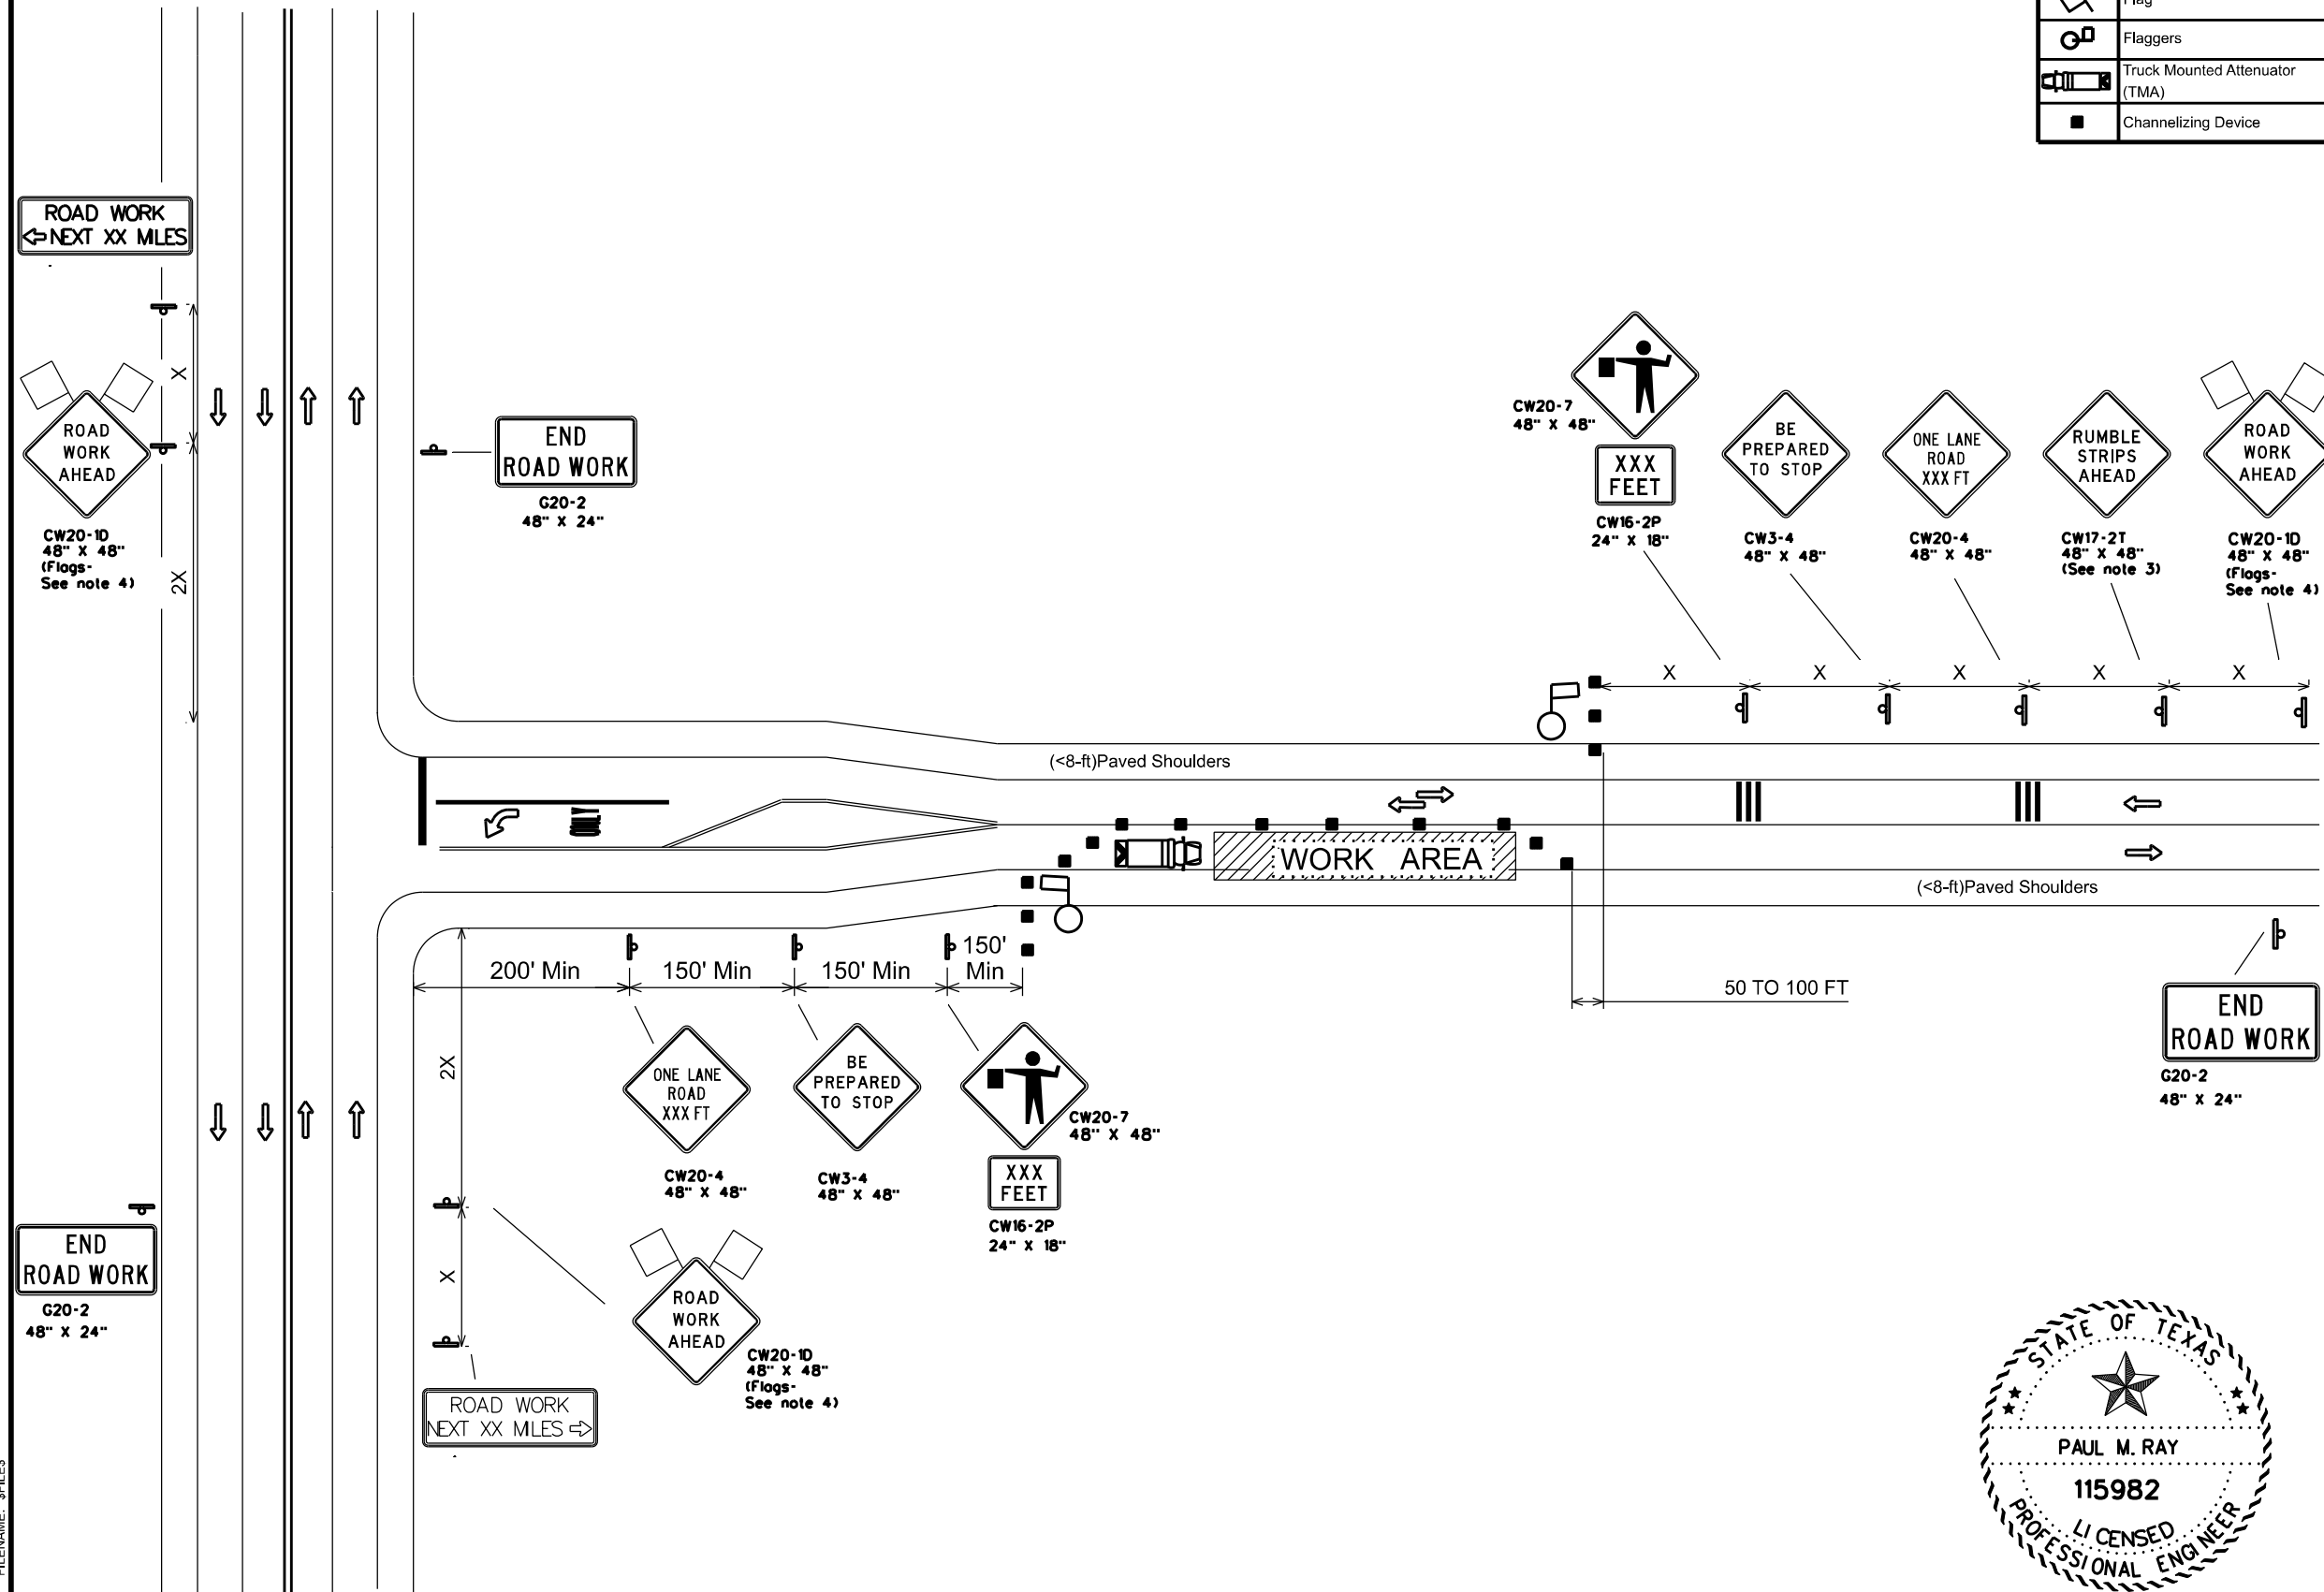 Flag
Flaggers
Truck Mounted Attenuator
(TMA)
Channelizing Device
ROAD WORK
NEXT XX MILES
X
ROAD
WORK
AHEAD
CW20-1D
48" X 48"
(Flags-
See note 4)
2X
END
ROAD WORK
G20-2
48" X 24"
CW20-7
48" X 48"
XXX
FEET
CW16-2P
24" X 18"
BE
PREPARED
TO STOP
CW3-4
48" X 48"
ONE LANE
ROAD
XXX FT
CW20-4
48" X 48"
RUMBLE
STRIPS
AHEAD
CW17-2T
48" X 48"
(See note 3)
ROAD
WORK
AHEAD
CW20-1D
48" X 48"
(Flags-
See note 4)
X
X
X
X
X
(<8-ft)Paved Shoulders
ONLY
WORK AREA
(<8-ft)Paved Shoulders
200' Min
150' Min
150' Min
150'
Min
50 TO 100 FT
END
ROAD WORK
G20-2
48" X 24"
2X
ONE LANE
ROAD
XXX FT
CW20-4
48" X 48"
BE
PREPARED
TO STOP
CW3-4
48" X 48"
CW20-7
48" X 48"
XXX
FEET
CW16-2P
24" X 18"
END
ROAD WORK
G20-2
48" X 24"
X
ROAD
WORK
AHEAD
CW20-1D
48" X 48"
(Flags-
See note 4)
ROAD WORK
NEXT XX MILES
STATE OF TEXAS
PAUL M. RAY
115982
LICENSED
PROFESSIONAL ENGINEER
FILENAME: $FILES